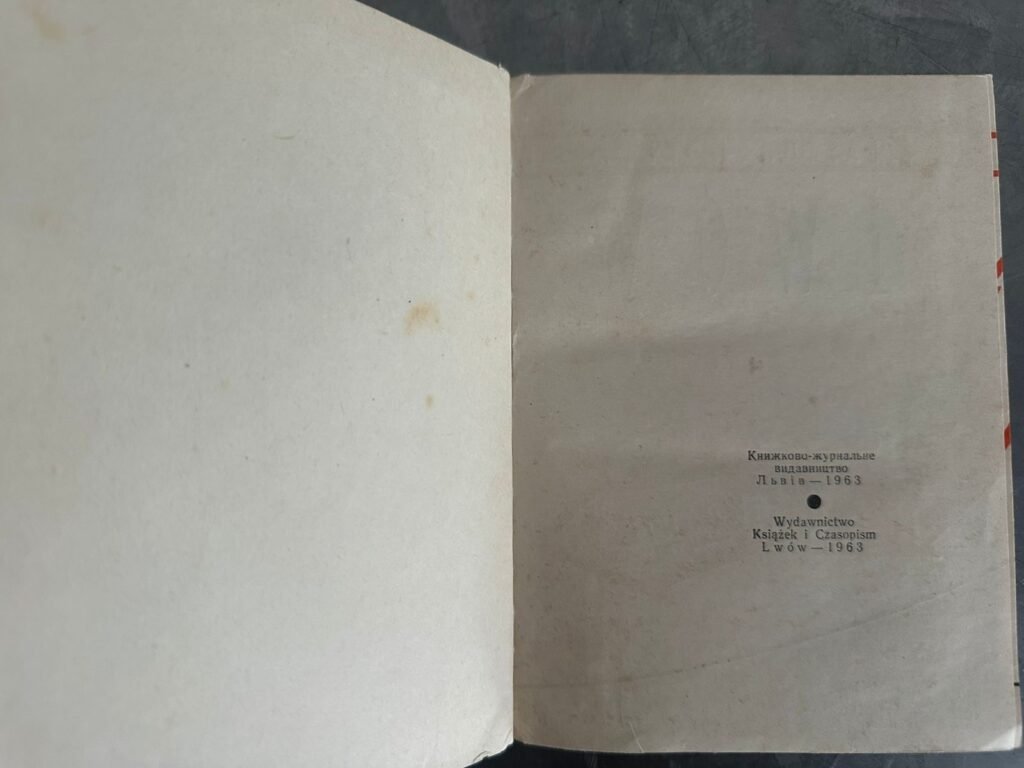 Книжково-журнальне
видавництво
Львів — 1963
Wydawnictwo
Książek i Czasopism
Lwów — 1963